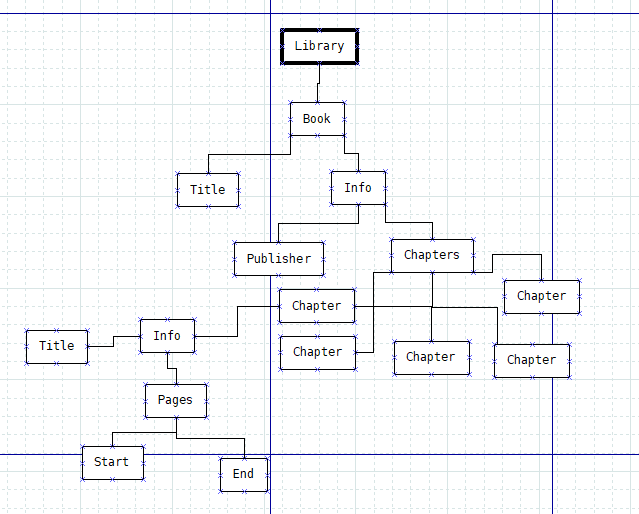 Library
Book
Title
Info
Publisher
Chapters
Chapter
Chapter
Title
Info
Chapter
Chapter
Chapter
Pages
Start
End